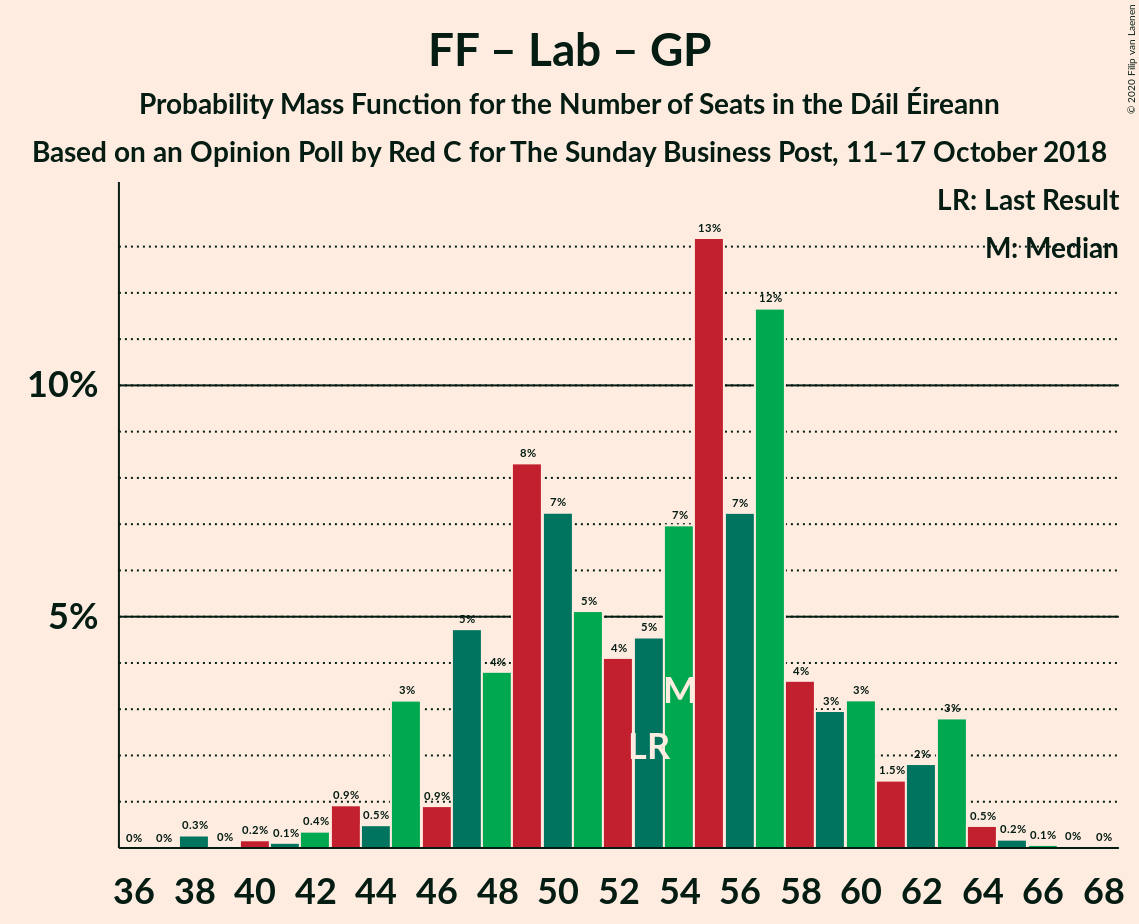 FF – Lab – GP
Probability Mass Function for the Number of Seats in the Dáil Éireann
Based on an Opinion Poll by Red C for The Sunday Business Post, 11–17 October 2018
© 2020 Filip van Laenen
LR: Last Result
M: Median
10%
5%
0% 0% 0.3% 0% 0.2% 0.1% 0.4% 0.9% 0.5% 3% 0.9% 5% 4% 8% 7% 5% 4% 5% 7% 13% 7% 12% 4% 3% 3% 1.5% 2% 3% 0.5% 0.2% 0.1% 0% 0%
M
LR
36 38 40 42 44 46 48 50 52 54 56 58 60 62 64 66 68